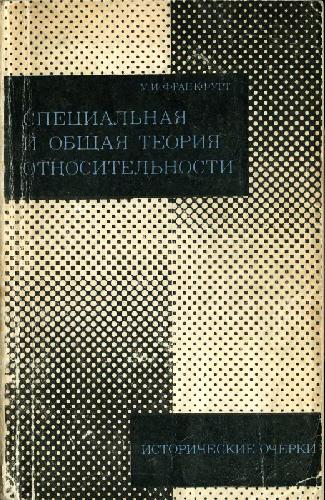 У. И. ФРАНКФУРТ
СПЕЦИАЛЬНАЯ
И ОБЩАЯ ТЕОРИЯ
ОТНОСИТЕЛЬНОСТИ
ИСТОРИЧЕСКИЕ ОЧЕРКИ